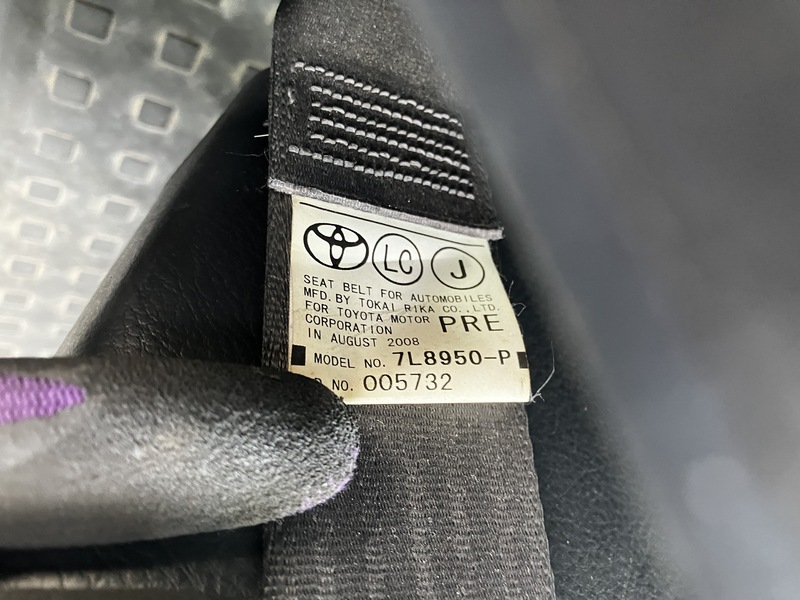 LC J
SEAT BELT FOR AUTOMOBILES
MFD. BY TOKAI RIKA CO., LTD.
FOR TOYOTA MOTOR
CORPORATION PRE
IN AUGUST 2008
MODEL NO. 7L8950-P
NO. 005732